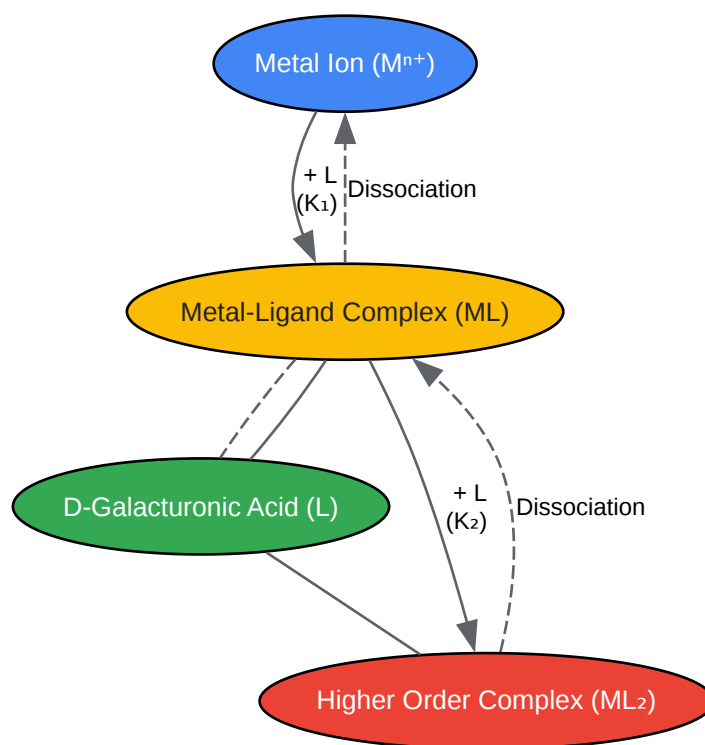 Metal Ion (Mⁿ⁺)
+ L
(K₁)
Dissociation
Metal-Ligand Complex (ML)
D-Galacturonic Acid (L)
+ L
(K₂)
Dissociation
Higher Order Complex (ML₂)